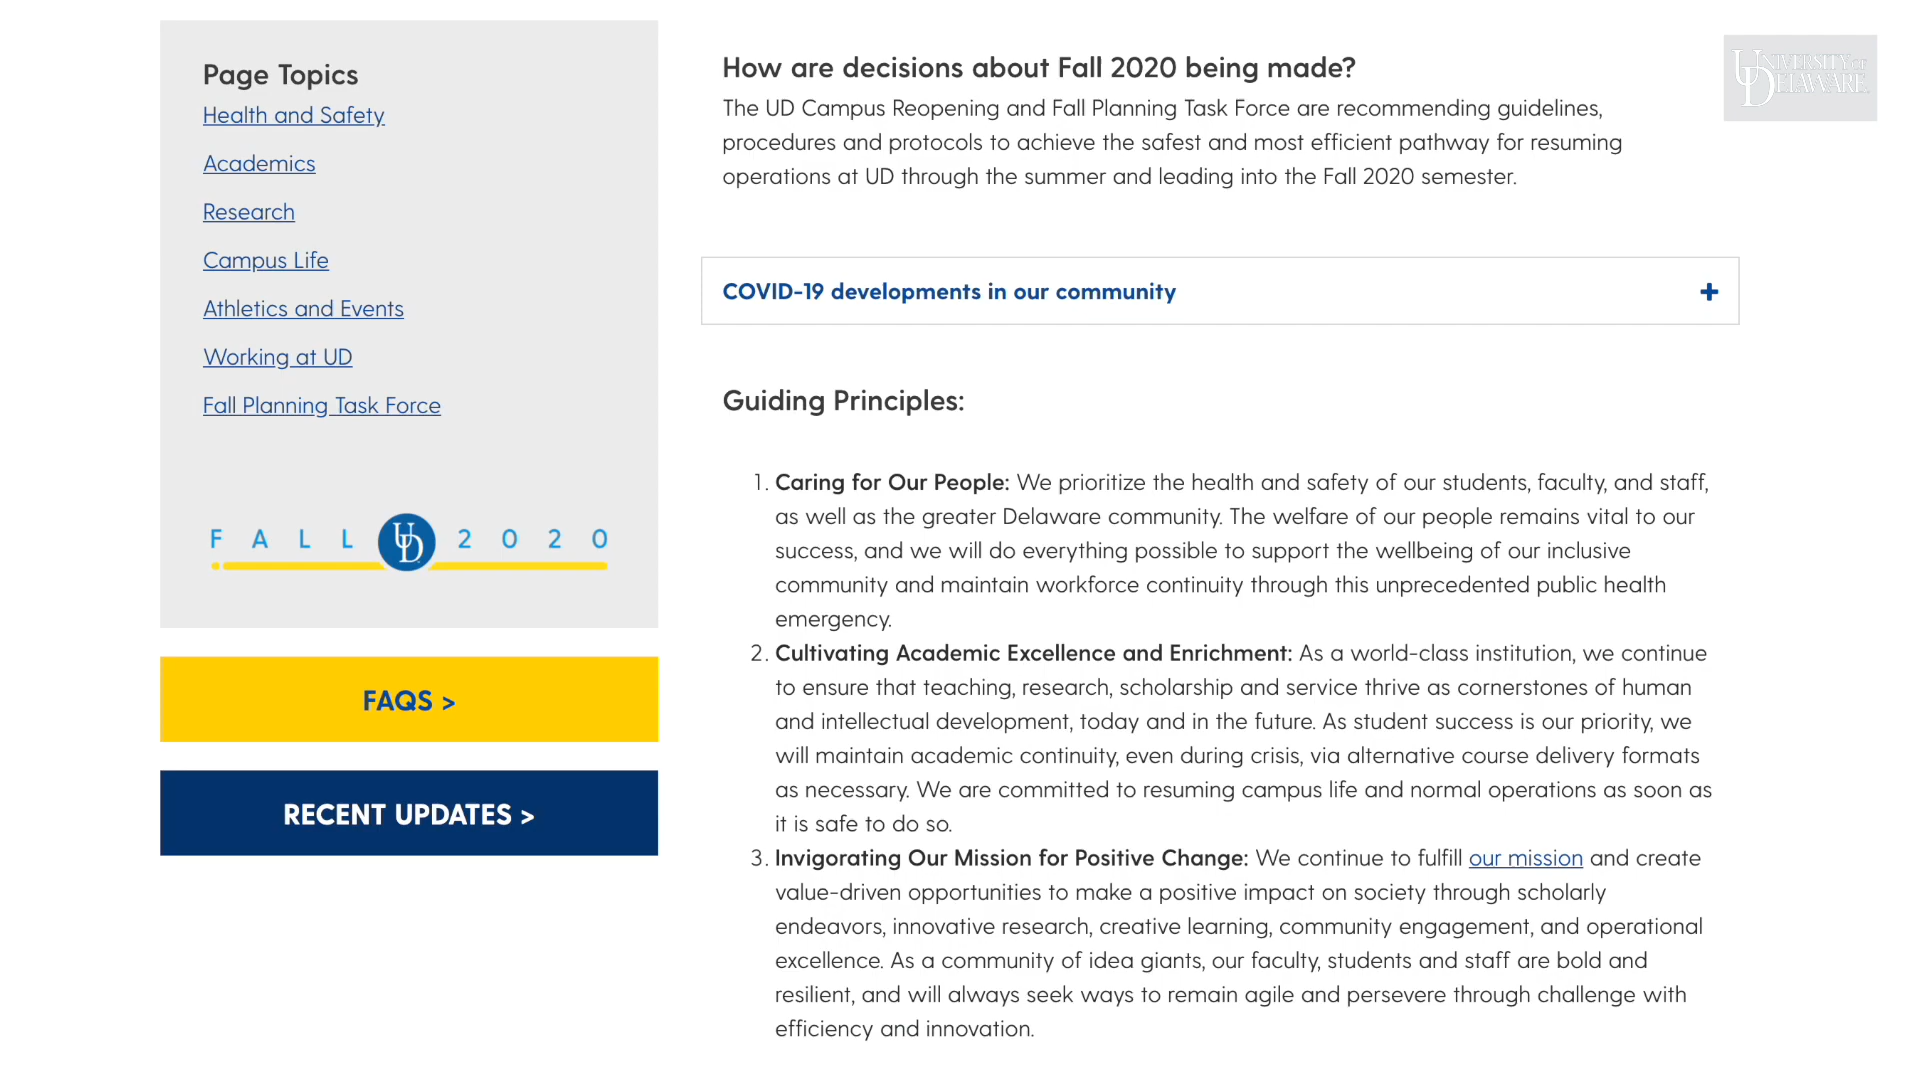 Page Topics
Health and Safety
Academics
Research
Campus Life
Athletics and Events
Working at UD
Fall Planning Task Force
FALL UD 2020
FAQS >
RECENT UPDATES >
How are decisions about Fall 2020 being made?
The UD Campus Reopening and Fall Planning Task Force are recommending guidelines,
procedures and protocols to achieve the safest and most efficient pathway for resuming
operations at UD through the summer and leading into the Fall 2020 semester.
COVID-19 developments in our community +
Guiding Principles:
1. Caring for Our People: We prioritize the health and safety of our students, faculty, and staff,
as well as the greater Delaware community. The welfare of our people remains vital to our
success, and we will do everything possible to support the wellbeing of our inclusive
community and maintain workforce continuity through this unprecedented public health
emergency.
2. Cultivating Academic Excellence and Enrichment: As a world-class institution, we continue
to ensure that teaching, research, scholarship and service thrive as cornerstones of human
and intellectual development, today and in the future. As student success is our priority, we
will maintain academic continuity, even during crisis, via alternative course delivery formats
as necessary. We are committed to resuming campus life and normal operations as soon as
it is safe to do so.
3. Invigorating Our Mission for Positive Change: We continue to fulfill our mission and create
value-driven opportunities to make a positive impact on society through scholarly
endeavors, innovative research, creative learning, community engagement, and operational
excellence. As a community of idea giants, our faculty, students and staff are bold and
resilient, and will always seek ways to remain agile and persevere through challenge with
efficiency and innovation.
UNIVERSITY OF
DELAWARE